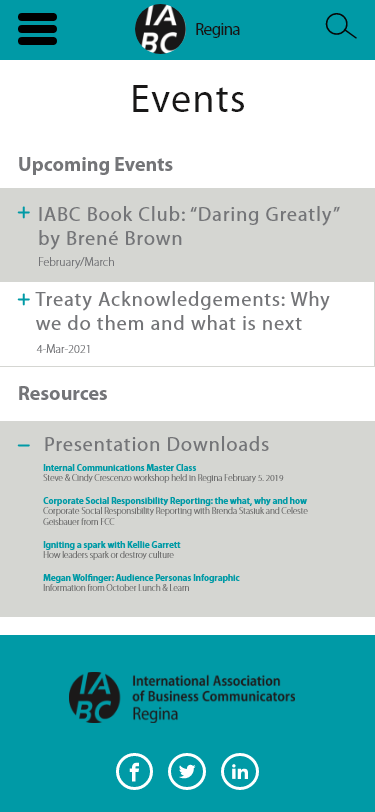 IA
BC
Regina
Events
Upcoming Events
+ IABC Book Club: “Daring Greatly”
by Brené Brown
February/March
+ Treaty Acknowledgements: Why
we do them and what is next
4-Mar-2021
Resources
– Presentation Downloads
Internal Communications Master Class
Steve & Cindy Crescenzo workshop held in Regina February 5, 2019
Corporate Social Responsibility Reporting: the what, why and how
Corporate Social Responsibility Reporting with Brenda Stasiuk and Celeste
Geisbauer from FCC
Igniting a spark with Kellie Garrett
How leaders spark or destroy culture
Megan Wolfinger: Audience Personas Infographic
Information from October Lunch & Learn
IA
BC
International Association
of Business Communicators
Regina
f
in